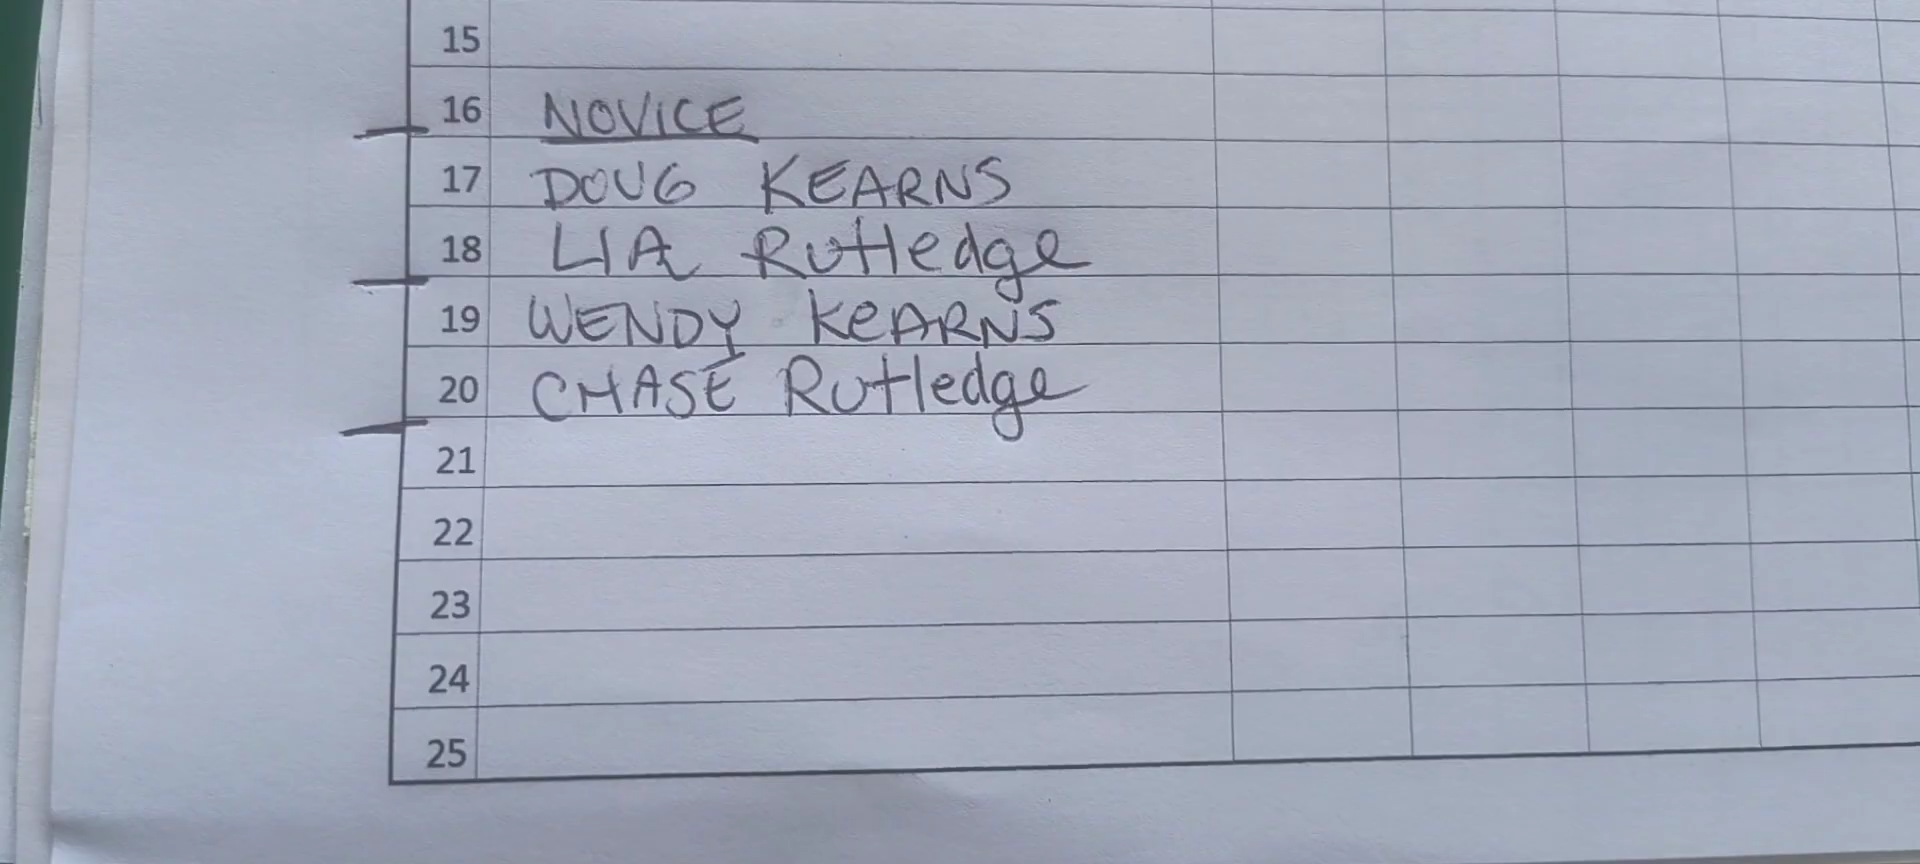 15
16 NOVICE
17 DOUG KEARNS
18 LIA Rutledge
19 WENDY KeARNS
20 CHASE Rutledge
21
22
23
24
25